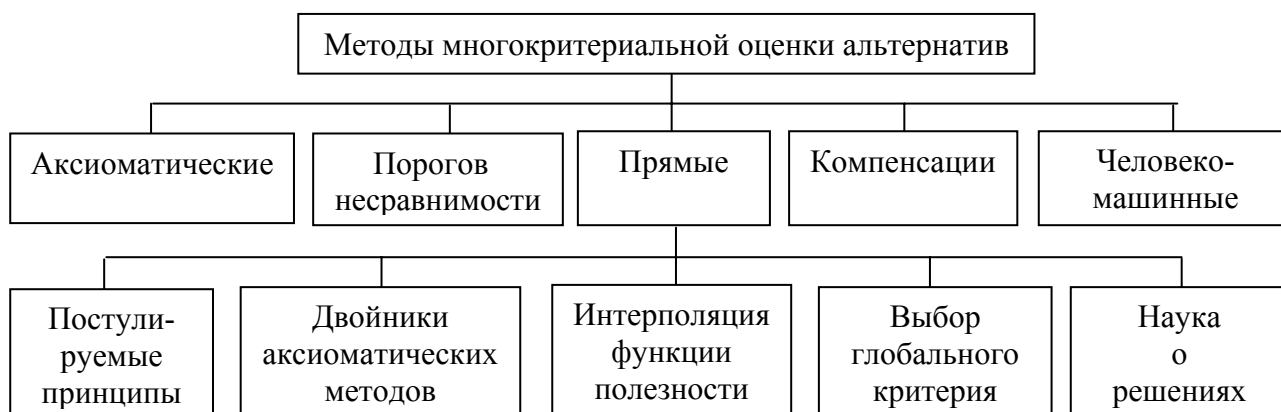 Методы многокритериальной оценки альтернатив
Аксиоматические
Порогов
несравнимости
Прямые
Компенсации
Человеко-
машинные
Постули-
руемые
принципы
Двойники
аксиоматических
методов
Интерполяция
функции
полезности
Выбор
глобального
критерия
Наука
о
решениях